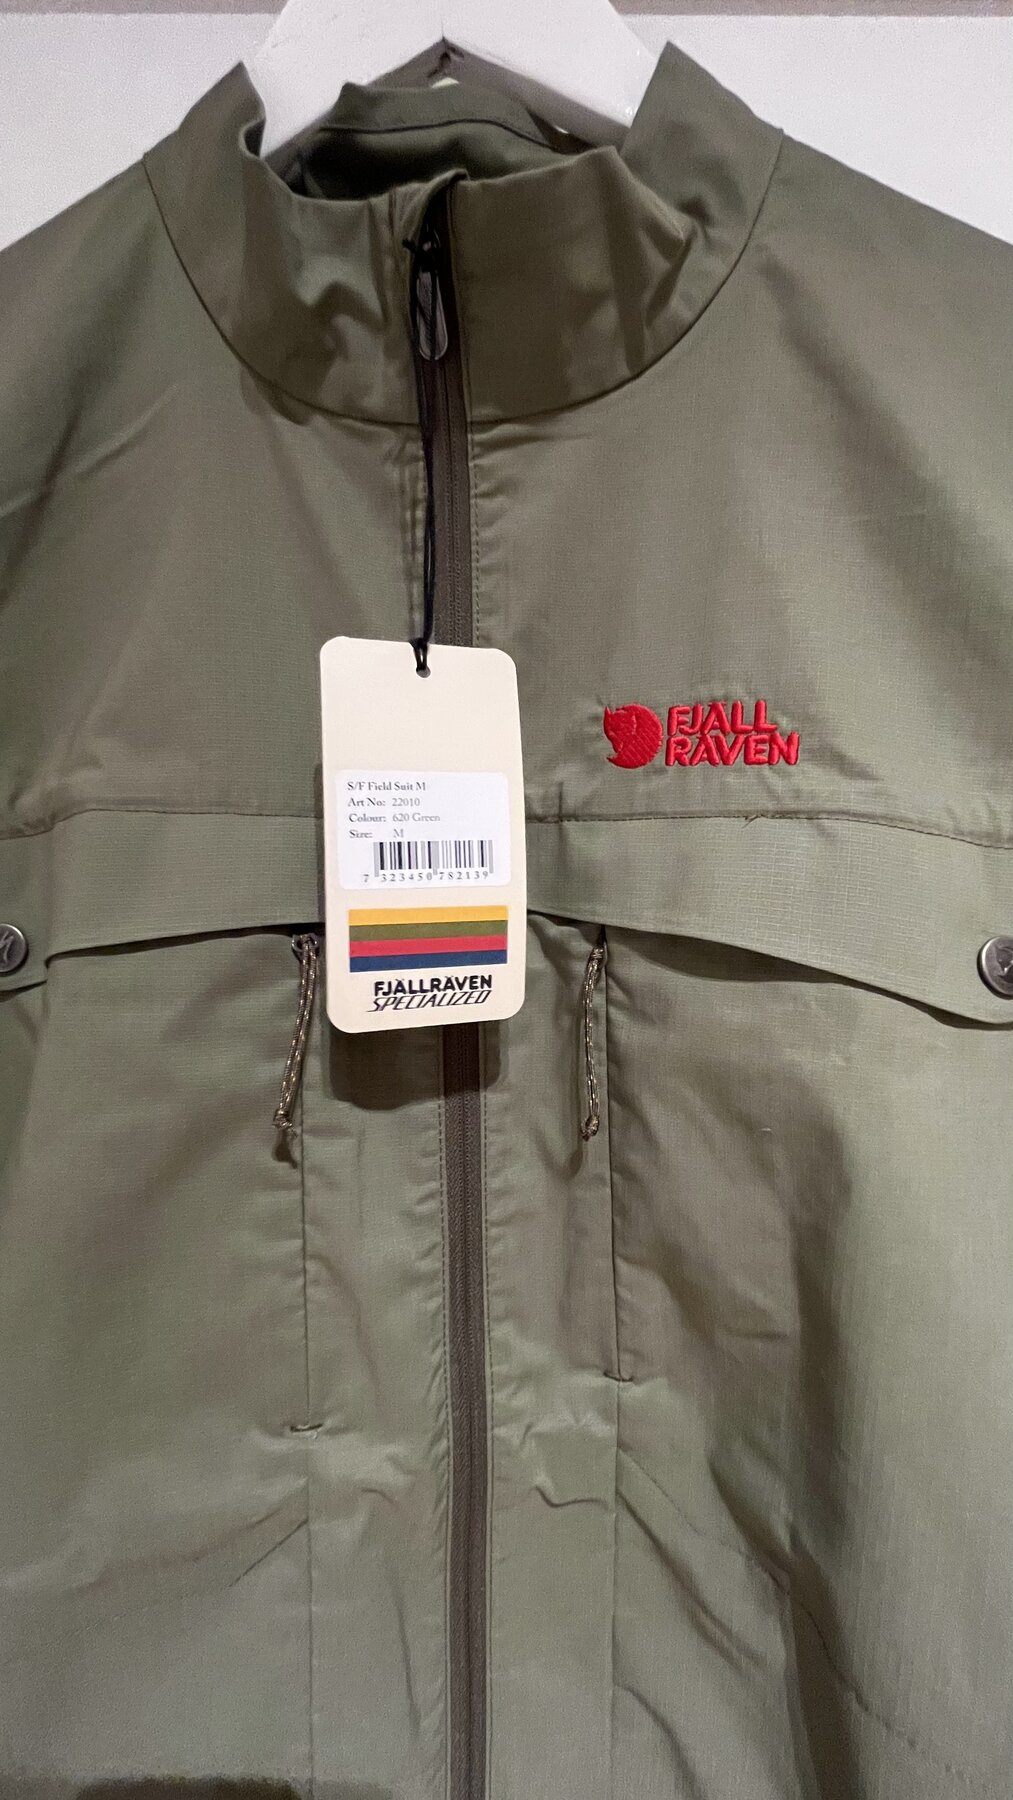 FJÄLL
RÄVEN
S/F Field Suit M
Art No: 22010
Colour: 620 Green
Size: M
7 323450 782139
FJÄLLRÄVEN
SPECIALIZED